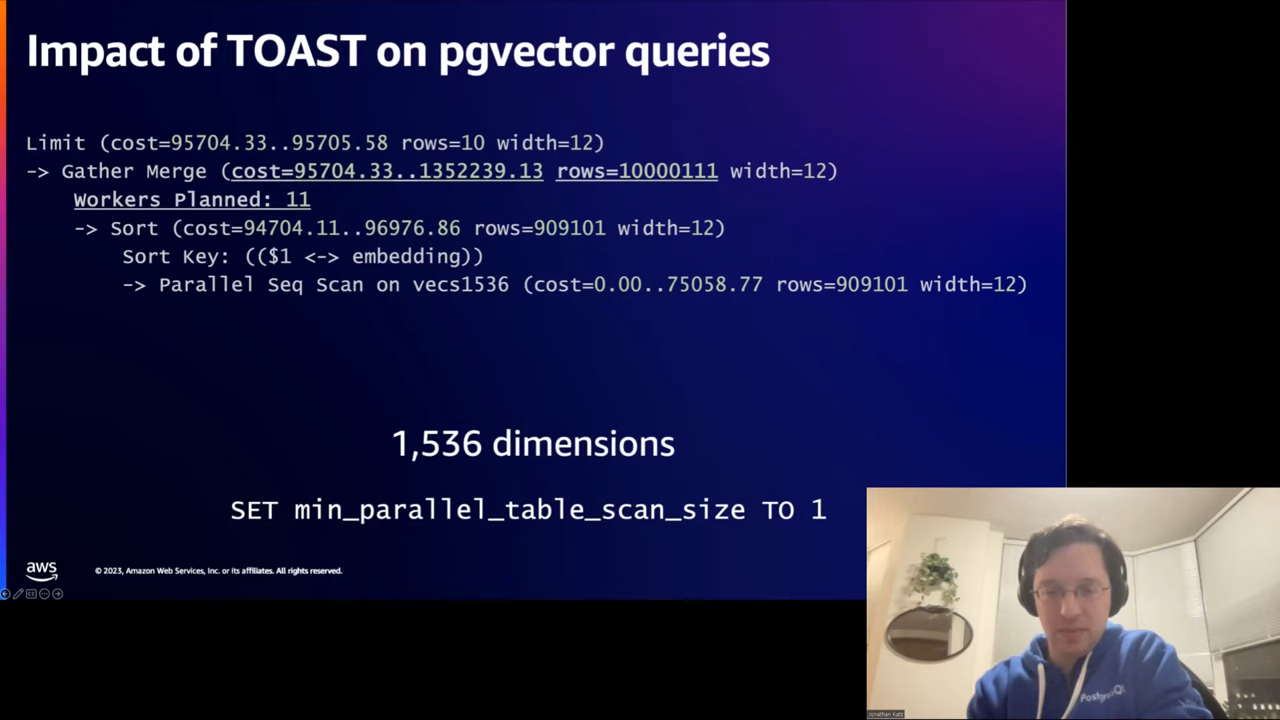 Impact of TOAST on pgvector queries
Limit (cost=95704.33..95705.58 rows=10 width=12)
-> Gather Merge (cost=95704.33..1352239.13 rows=10000111 width=12)
Workers Planned: 11
-> Sort (cost=94704.11..96976.86 rows=909101 width=12)
Sort Key: (($1 <-> embedding))
-> Parallel Seq Scan on vecs1536 (cost=0.00..75058.77 rows=909101 width=12)
1,536 dimensions
SET min_parallel_table_scan_size TO 1
aws
© 2023, Amazon Web Services, Inc. or its affiliates. All rights reserved.
PostgreSQL
Jonathan Katz